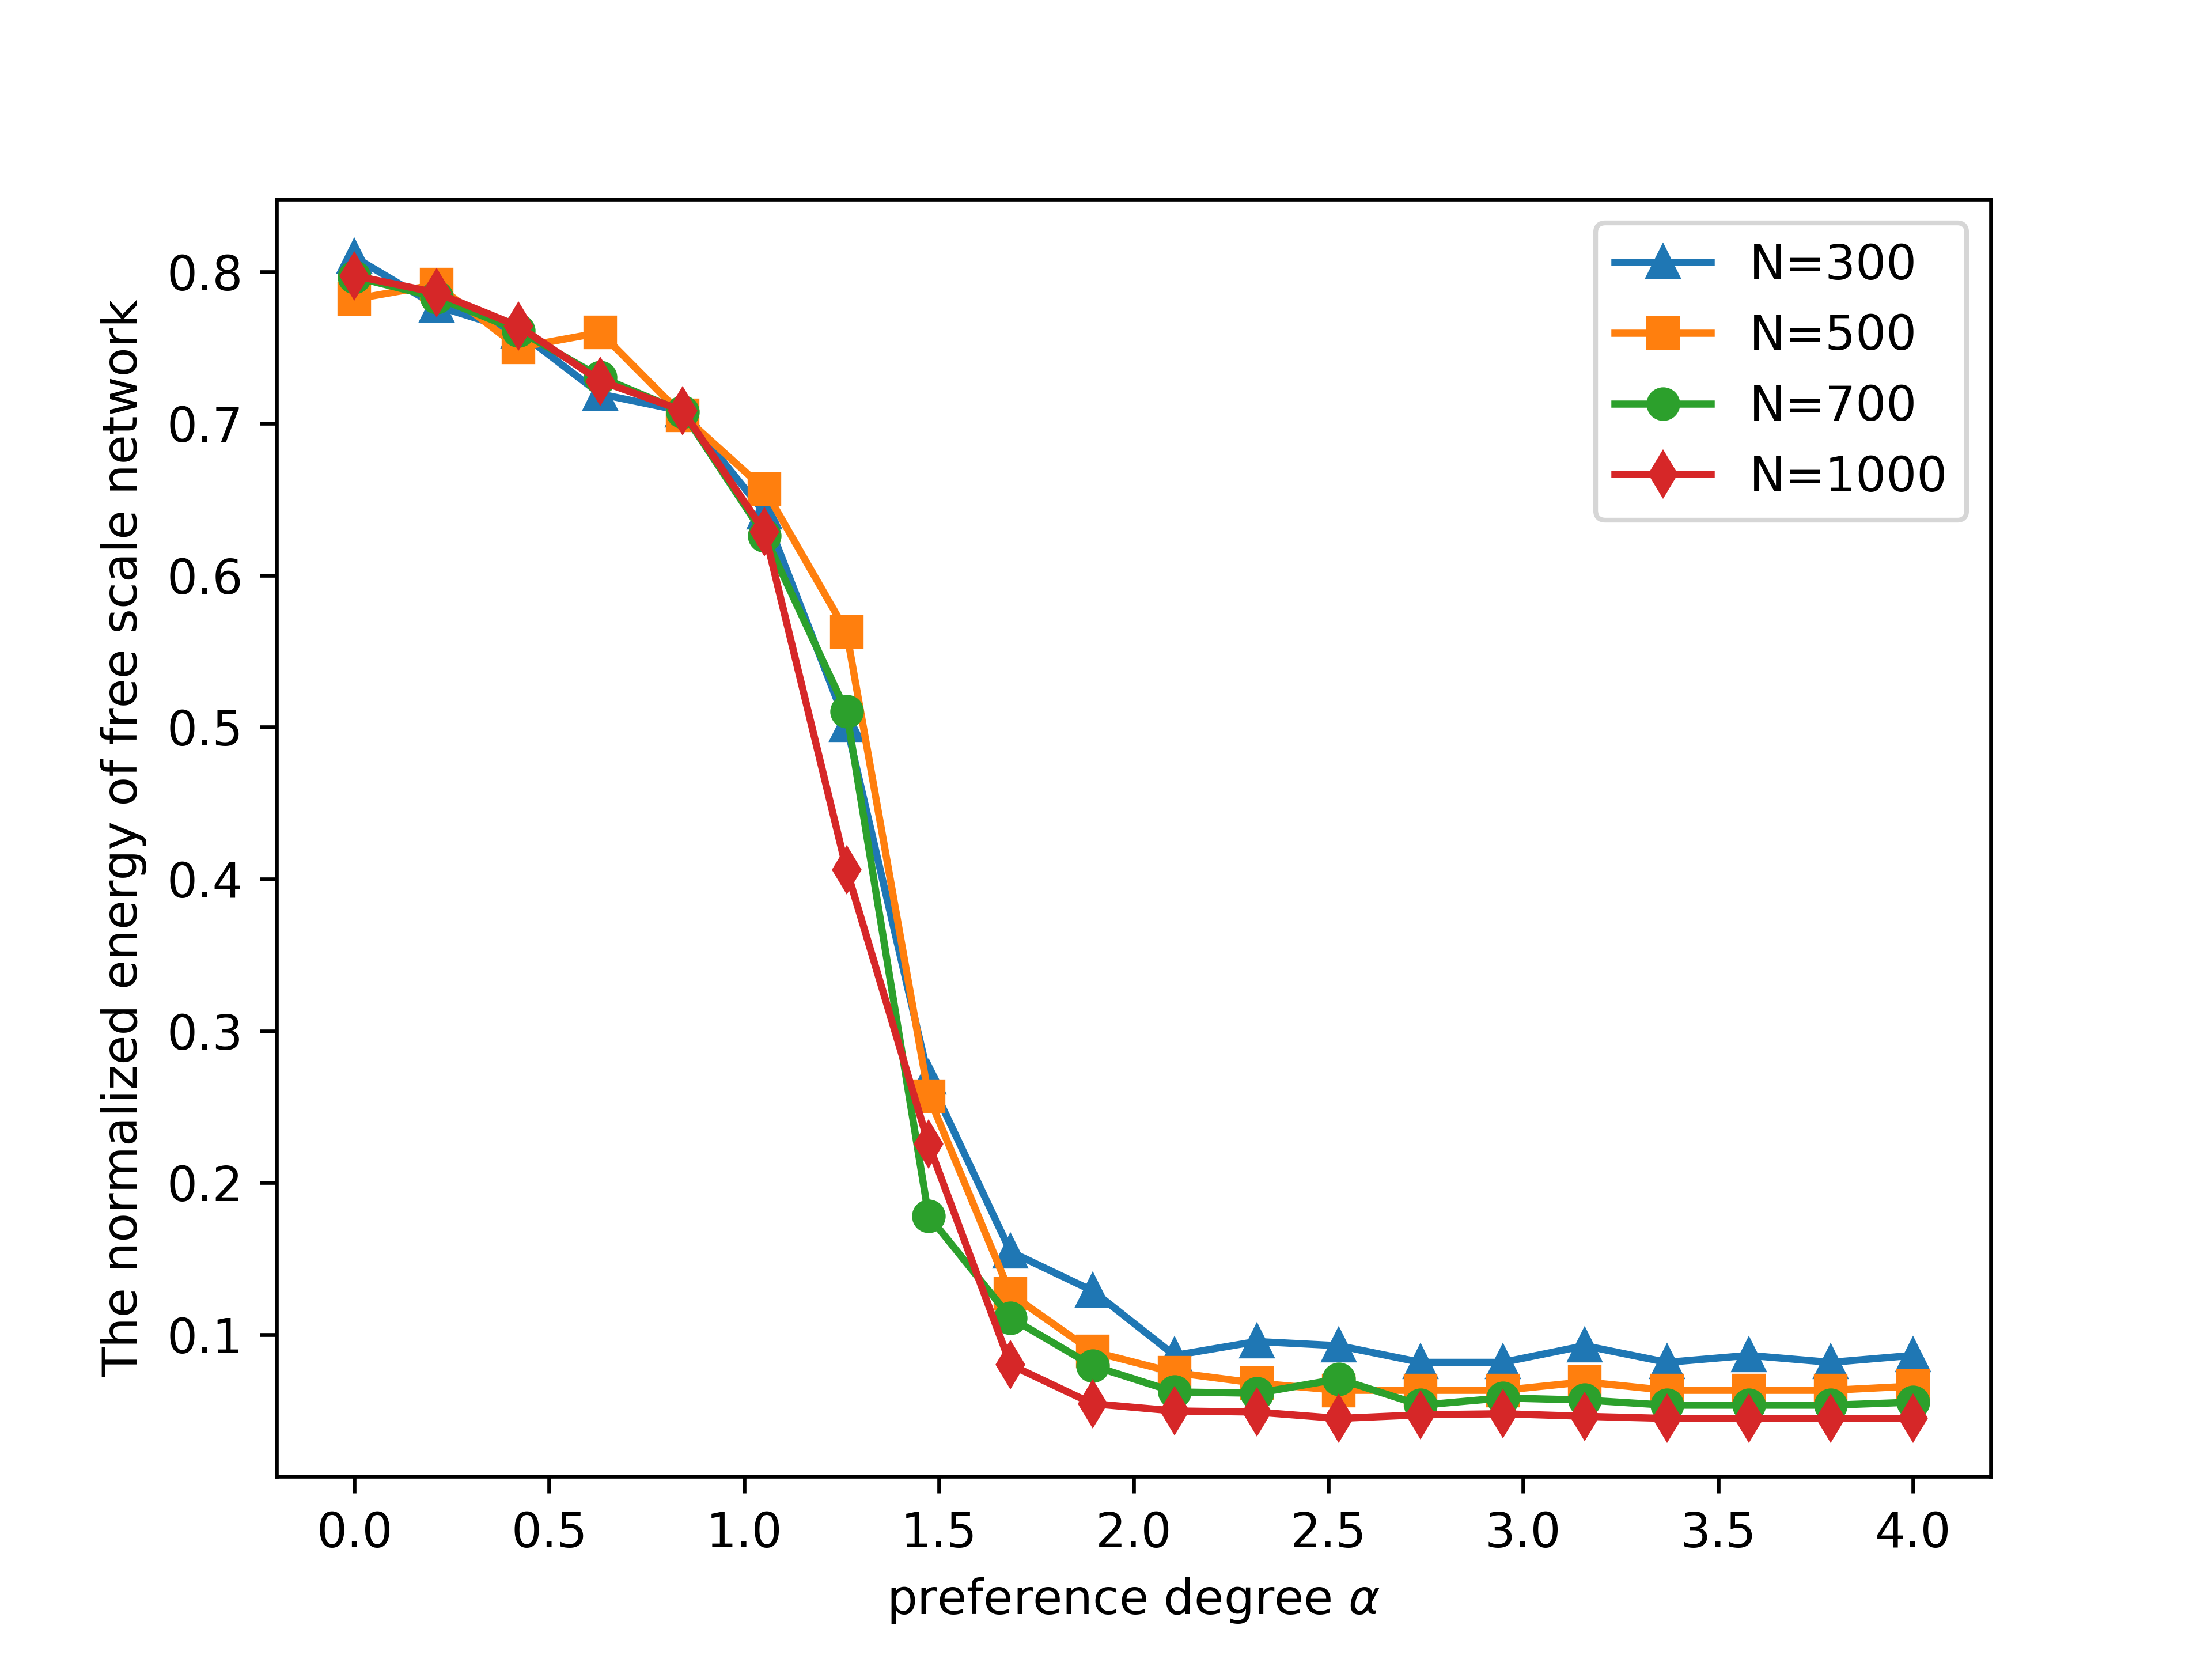 N=300
N=500
N=700
N=1000
The normalized energy of free scale network
0.8
0.7
0.6
0.5
0.4
0.3
0.2
0.1
0.0 0.5 1.0 1.5 2.0 2.5 3.0 3.5 4.0
preference degree α